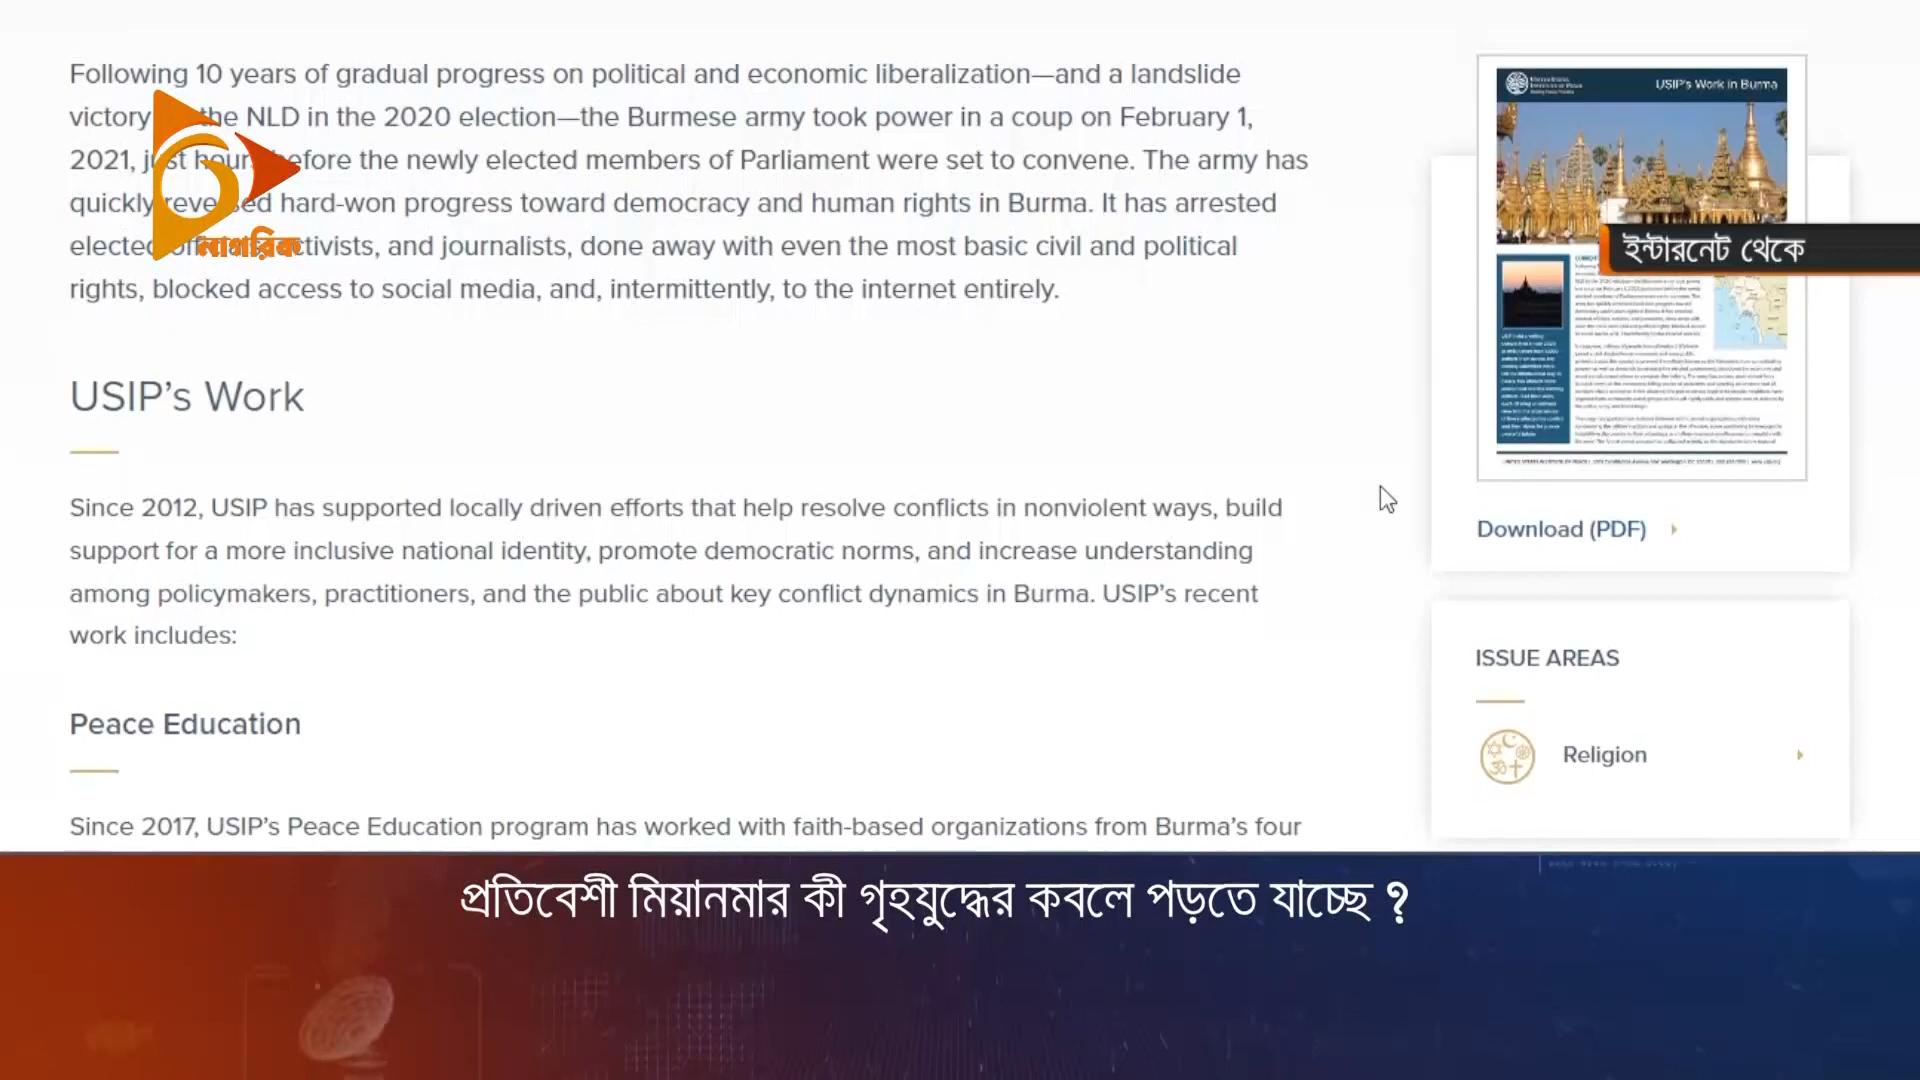 Following 10 years of gradual progress on political and economic liberalization—and a landslide
victory the NLD in the 2020 election—the Burmese army took power in a coup on February 1,
2021, just hours before the newly elected members of Parliament were set to convene. The army has
quickly reversed hard-won progress toward democracy and human rights in Burma. It has arrested
elected activists, and journalists, done away with even the most basic civil and political
rights, blocked access to social media, and, intermittently, to the internet entirely.
নাগরিক
USIP's Work
Since 2012, USIP has supported locally driven efforts that help resolve conflicts in nonviolent ways, build
support for a more inclusive national identity, promote democratic norms, and increase understanding
among policymakers, practitioners, and the public about key conflict dynamics in Burma. USIP's recent
work includes:
Peace Education
Since 2017, USIP's Peace Education program has worked with faith-based organizations from Burma's four
USIP's Work in Burma
ইন্টারনেট থেকে
Download (PDF)
ISSUE AREAS
Religion
প্রতিবেশী মিয়ানমার কী গৃহযুদ্ধের কবলে পড়তে যাচ্ছে ?